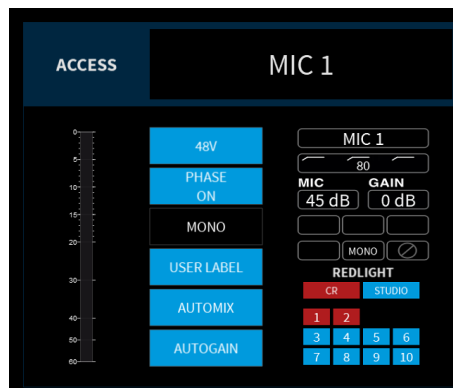 ACCESS
MIC 1
0
5
10
15
20
30
40
50
60
48V
PHASE
ON
MONO
USER LABEL
AUTOMIX
AUTOGAIN
MIC 1
80
MIC GAIN
45 dB 0 dB
MONO
REDLIGHT
CR STUDIO
1 2
3 4 5 6
7 8 9 10